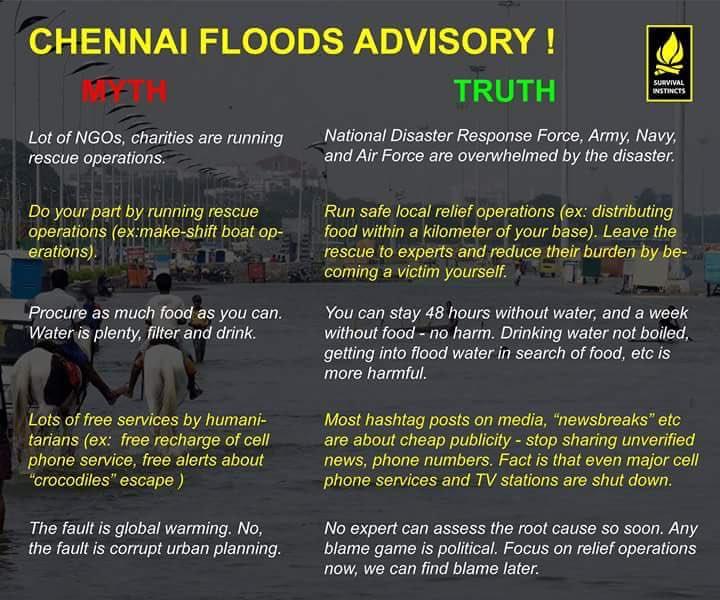 CHENNAI FLOODS ADVISORY !
SURVIVAL
INSTINCTS
MYTH
TRUTH
Lot of NGOs, charities are running
rescue operations.
National Disaster Response Force, Army, Navy,
and Air Force are overwhelmed by the disaster.
Do your part by running rescue
operations (ex:make-shift boat op-
erations).
Run safe local relief operations (ex: distributing
food within a kilometer of your base). Leave the
rescue to experts and reduce their burden by be-
coming a victim yourself.
Procure as much food as you can.
Water is plenty, filter and drink.
You can stay 48 hours without water, and a week
without food - no harm. Drinking water not boiled,
getting into flood water in search of food, etc is
more harmful.
Lots of free services by humani-
tarians (ex:  free recharge of cell
phone service, free alerts about
“crocodiles” escape )
Most hashtag posts on media, “newsbreaks” etc
are about cheap publicity - stop sharing unverified
news, phone numbers. Fact is that even major cell
phone services and TV stations are shut down.
The fault is global warming. No,
the fault is corrupt urban planning.
No expert can assess the root cause so soon. Any
blame game is political. Focus on relief operations
now, we can find blame later.